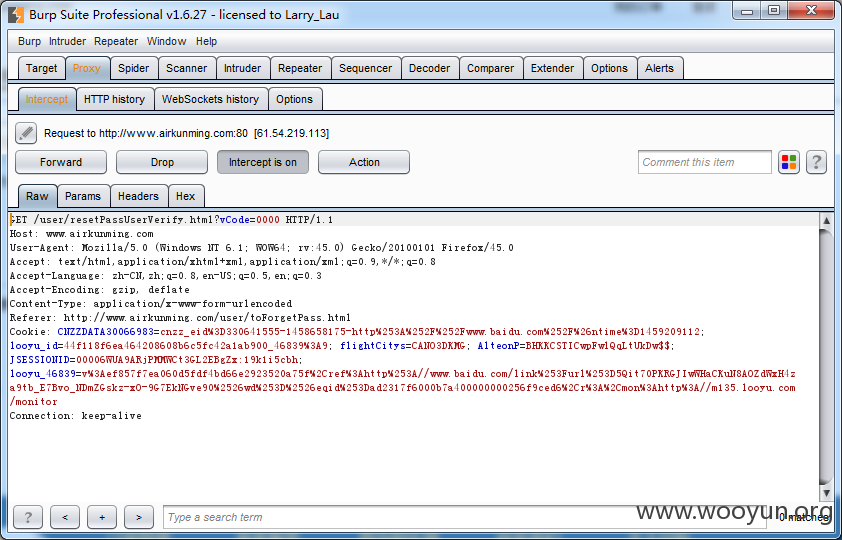 Burp Suite Professional v1.6.27 - licensed to Larry_Lau
Burp Intruder Repeater Window Help
Target Proxy Spider Scanner Intruder Repeater Sequencer Decoder Comparer Extender Options Alerts
Intercept HTTP history WebSockets history Options
Request to http://www.airkunming.com:80 [61.54.219.113]
Forward Drop Intercept is on Action Comment this item ?
Raw Params Headers Hex
GET /user/resetPassUserVerify.html?vCode=0000 HTTP/1.1
Host: www.airkunming.com
User-Agent: Mozilla/5.0 (Windows NT 6.1; WOW64; rv:45.0) Gecko/20100101 Firefox/45.0
Accept: text/html,application/xhtml+xml,application/xml;q=0.9,*/*;q=0.8
Accept-Language: zh-CN,zh;q=0.8,en-US;q=0.5,en;q=0.3
Accept-Encoding: gzip, deflate
Content-Type: application/x-www-form-urlencoded
Referer: http://www.airkunming.com/user/toForgetPass.html
Cookie: CNZZDATA30066983=cnzz_eid%3D330641555-1458658175-http%253A%252F%252Fwww.baidu.com%252F%26ntime%3D1459209112;
looyu_id=44f118f6ea464208608b6c5fc42a1ab900_46839%3A9; flightCitys=CAN03DKMG; AlteonP=BHKKCSTICwpFwlQqLtUkDw$$;
JSESSIONID=00006WUA9ARjPMMWCt3GL2EBgZx:19k1i5cbh;
looyu_46839=v%3Aef857f7ea060d5fdf4bd66e2923520a75f%2Cref%3Ahttp%253A//www.baidu.com/link%253Furl%253D5Qit70PKRGJIwWHaCKuN8AOZdWxH4z
a9tb_E7Bvo_NDmZGskz-x0-9G7EkNGve90%2526wd%253D%2526eqid%253Dad2317f6000b7a400000000256f9ced6%2Cr%3A%2Cmon%3Ahttp%3A//m135.looyu.com
/monitor
Connection: keep-alive
? < + > Type a search term 0 matches
www.wooyun.org